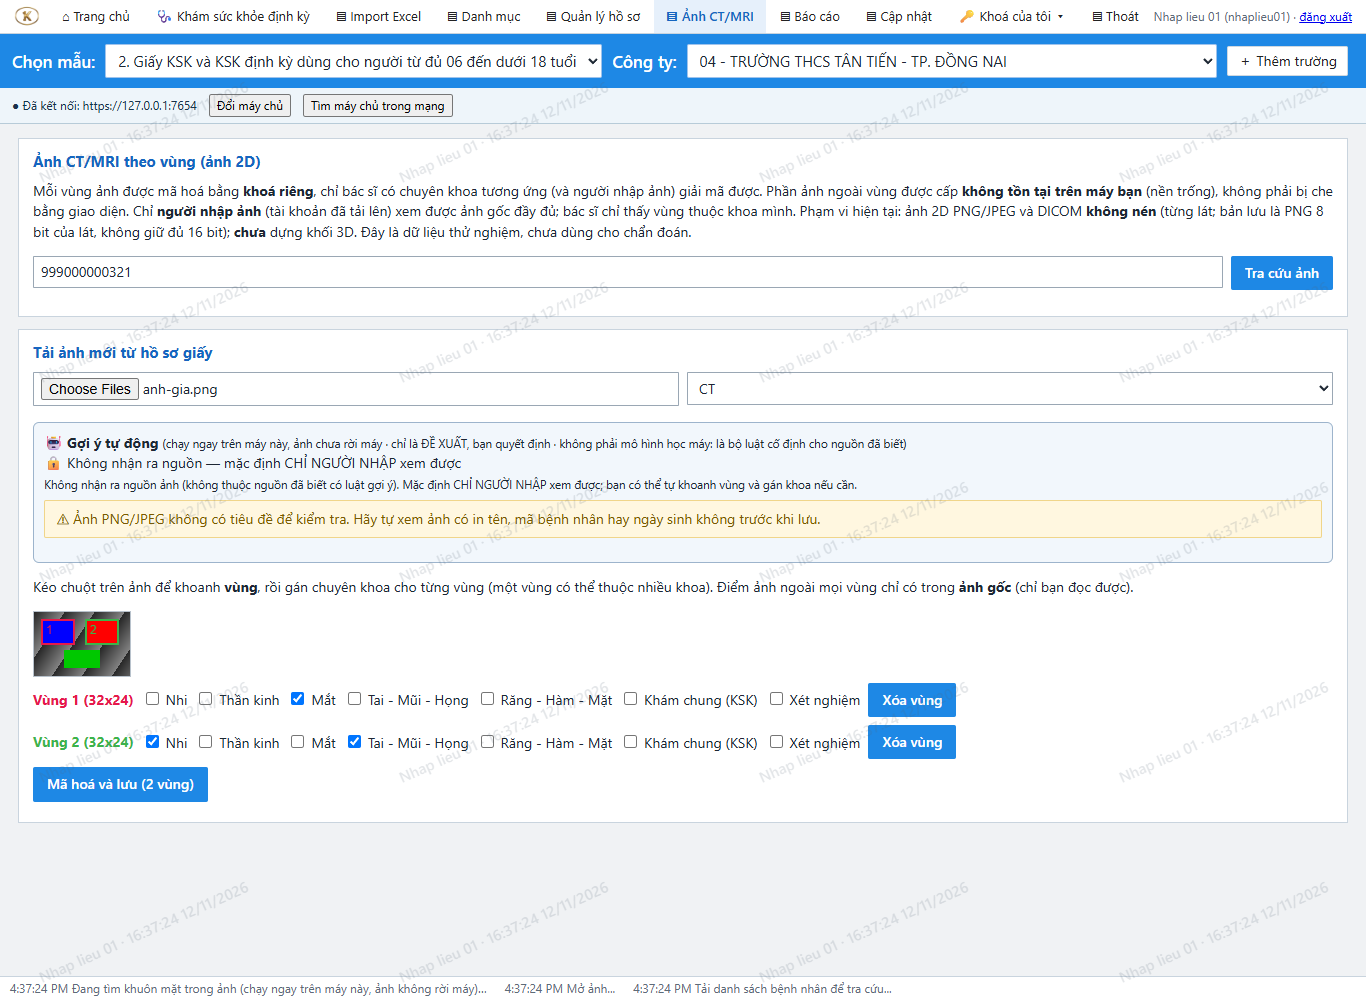 K Trang chủ Khám sức khỏe định kỳ Import Excel Danh mục Quản lý hồ sơ Ảnh CT/MRI Báo cáo Cập nhật Khoá của tôi Thoát Nhap lieu 01 (nhaplieu01) · đăng xuất
Chọn mẫu: 2. Giấy KSK và KSK định kỳ dùng cho người từ đủ 06 đến dưới 18 tuổi Công ty: 04 - TRƯỜNG THCS TÂN TIẾN - TP. ĐỒNG NAI + Thêm trường
● Đã kết nối: https://127.0.0.1:7654 Đổi máy chủ Tìm máy chủ trong mạng
Ảnh CT/MRI theo vùng (ảnh 2D)
Mỗi vùng ảnh được mã hoá bằng khoá riêng, chỉ bác sĩ có chuyên khoa tương ứng (và người nhập ảnh) giải mã được. Phần ảnh ngoài vùng được cấp không tồn tại trên máy bạn (nền trống), không phải bị che
bằng giao diện. Chỉ người nhập ảnh (tài khoản đã tải lên) xem được ảnh gốc đầy đủ; bác sĩ chỉ thấy vùng thuộc khoa mình. Phạm vi hiện tại: ảnh 2D PNG/JPEG và DICOM không nén (từng lát; bản lưu là PNG 8
bit của lát, không giữ đủ 16 bit); chưa dựng khối 3D. Đây là dữ liệu thử nghiệm, chưa dùng cho chẩn đoán.
999000000321 Tra cứu ảnh
Tải ảnh mới từ hồ sơ giấy
Choose Files anh-gia.png CT
Gợi ý tự động (chạy ngay trên máy này, ảnh chưa rời máy · chỉ là ĐỀ XUẤT, bạn quyết định · không phải mô hình học máy: là bộ luật cố định cho nguồn đã biết)
Không nhận ra nguồn — mặc định CHỈ NGƯỜI NHẬP xem được
Không nhận ra nguồn ảnh (không thuộc nguồn đã biết có luật gợi ý). Mặc định CHỈ NGƯỜI NHẬP xem được; bạn có thể tự khoanh vùng và gán khoa nếu cần.
⚠ Ảnh PNG/JPEG không có tiêu đề để kiểm tra. Hãy tự xem ảnh có in tên, mã bệnh nhân hay ngày sinh không trước khi lưu.
Kéo chuột trên ảnh để khoanh vùng, rồi gán chuyên khoa cho từng vùng (một vùng có thể thuộc nhiều khoa). Điểm ảnh ngoài mọi vùng chỉ có trong ảnh gốc (chỉ bạn đọc được).
1 2
Vùng 1 (32x24) Nhi Thần kinh Mắt Tai - Mũi - Họng Răng - Hàm - Mặt Khám chung (KSK) Xét nghiệm Xóa vùng
Vùng 2 (32x24) Nhi Thần kinh Mắt Tai - Mũi - Họng Răng - Hàm - Mặt Khám chung (KSK) Xét nghiệm Xóa vùng
Mã hoá và lưu (2 vùng)
Nhap lieu 01 · 16:37:24 12/11/2026
4:37:24 PM Đang tìm khuôn mặt trong ảnh (chạy ngay trên máy này, ảnh không rời máy)... 4:37:24 PM Mở ảnh... 4:37:24 PM Tải danh sách bệnh nhân để tra cứu...